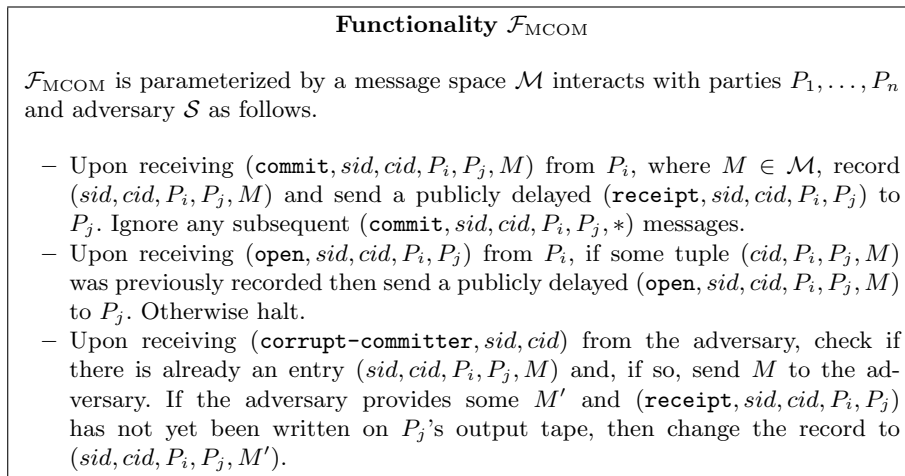 Functionality F_MCOM
F_MCOM is parameterized by a message space M interacts with parties P_1, . . . , P_n
and adversary S as follows.
– Upon receiving (commit, sid, cid, P_i, P_j, M) from P_i, where M ∈ M, record
(sid, cid, P_i, P_j, M) and send a publicly delayed (receipt, sid, cid, P_i, P_j) to
P_j. Ignore any subsequent (commit, sid, cid, P_i, P_j, ∗) messages.
– Upon receiving (open, sid, cid, P_i, P_j) from P_i, if some tuple (cid, P_i, P_j, M)
was previously recorded then send a publicly delayed (open, sid, cid, P_i, P_j, M)
to P_j. Otherwise halt.
– Upon receiving (corrupt-committer, sid, cid) from the adversary, check if
there is already an entry (sid, cid, P_i, P_j, M) and, if so, send M to the ad-
versary. If the adversary provides some M′ and (receipt, sid, cid, P_i, P_j)
has not yet been written on P_j's output tape, then change the record to
(sid, cid, P_i, P_j, M′).